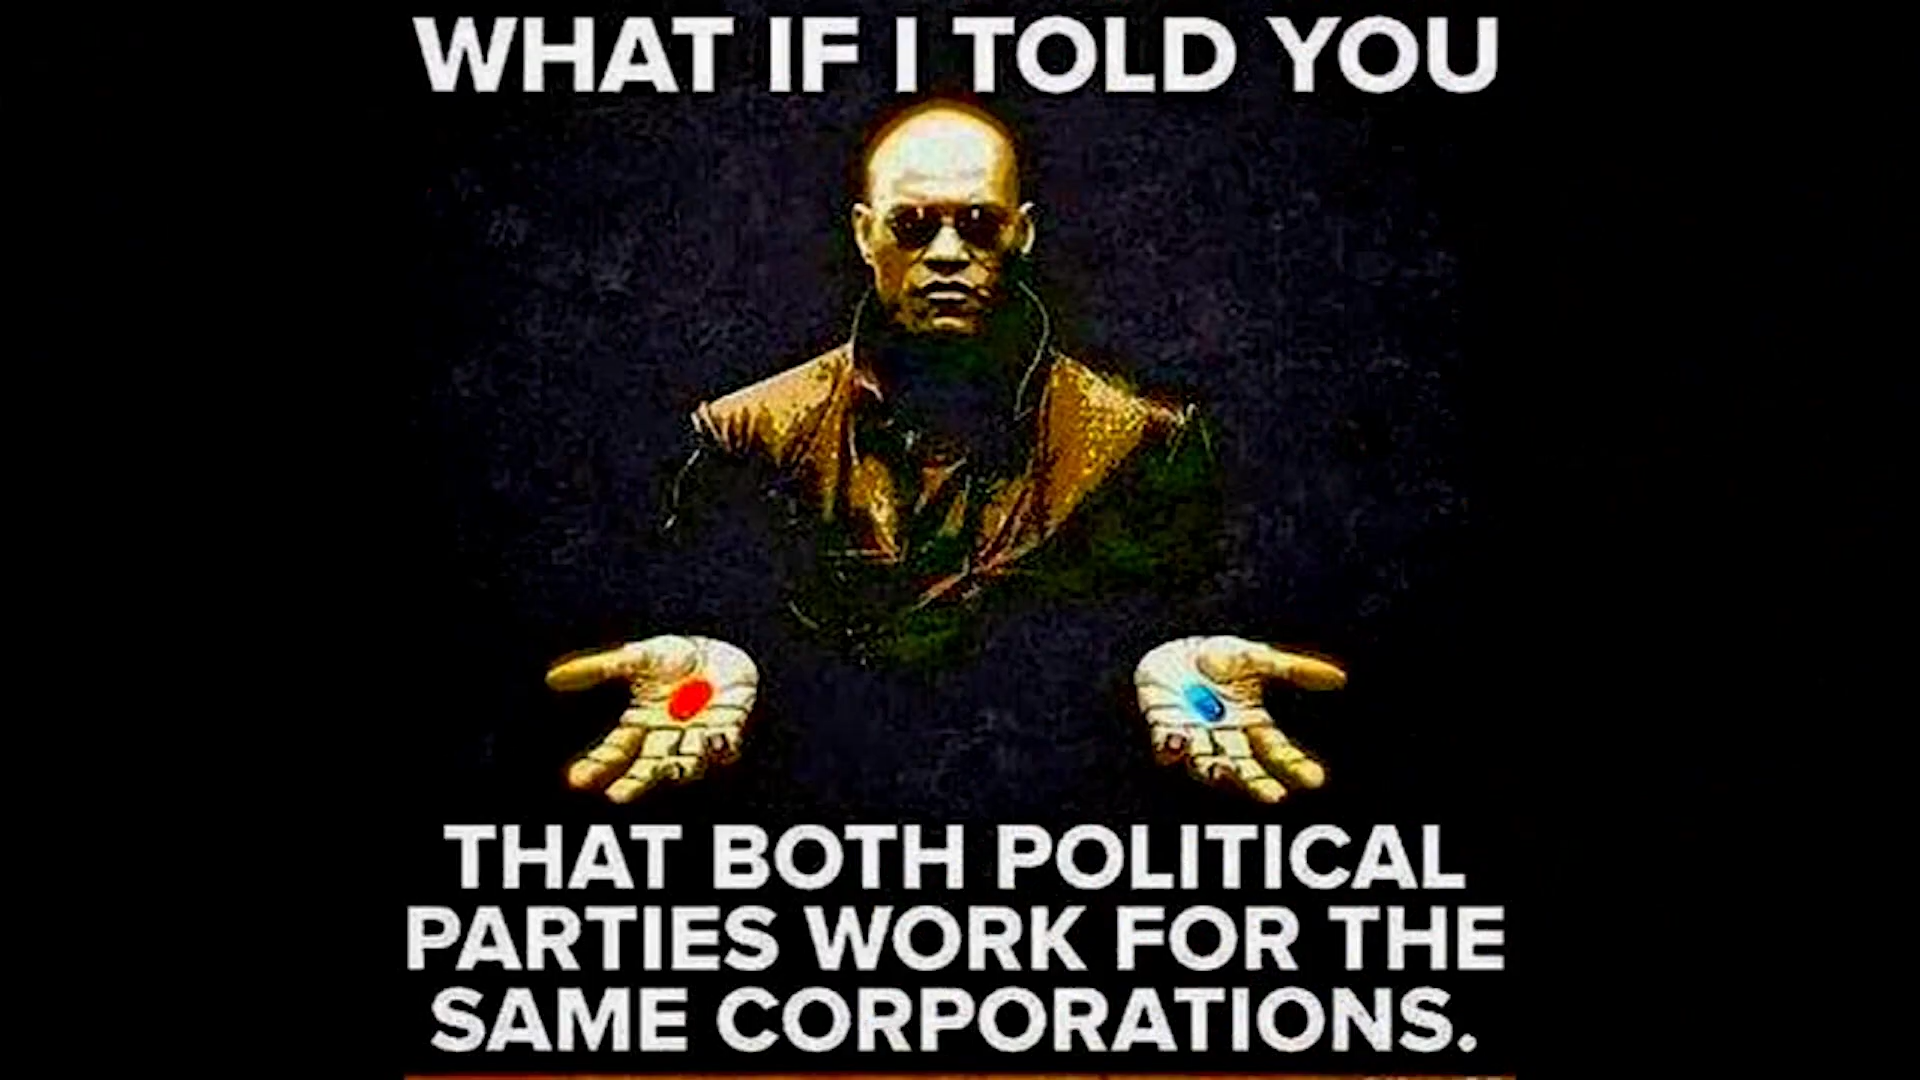 WHAT IF I TOLD YOU
THAT BOTH POLITICAL
PARTIES WORK FOR THE
SAME CORPORATIONS.